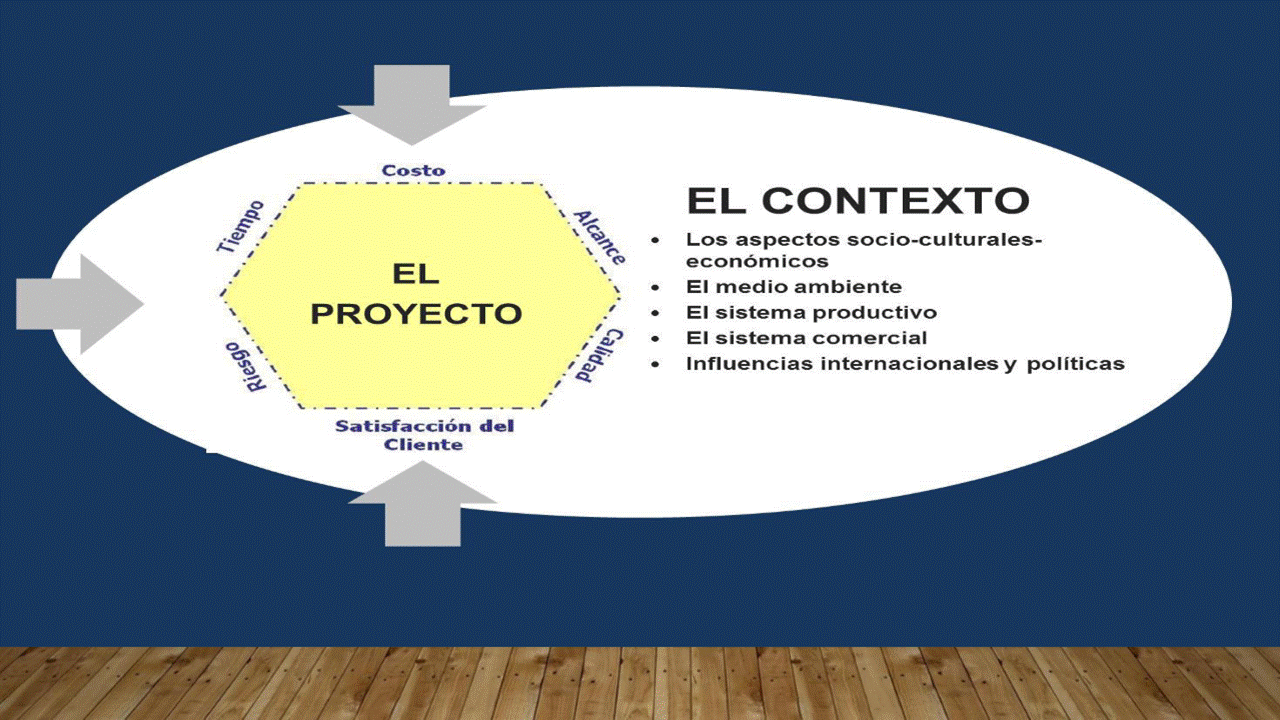 Costo
Tiempo
Alcance
EL
PROYECTO
Riesgo
Calidad
Satisfacción del
Cliente
EL CONTEXTO
• Los aspectos socio-culturales-
económicos
• El medio ambiente
• El sistema productivo
• El sistema comercial
• Influencias internacionales y políticas